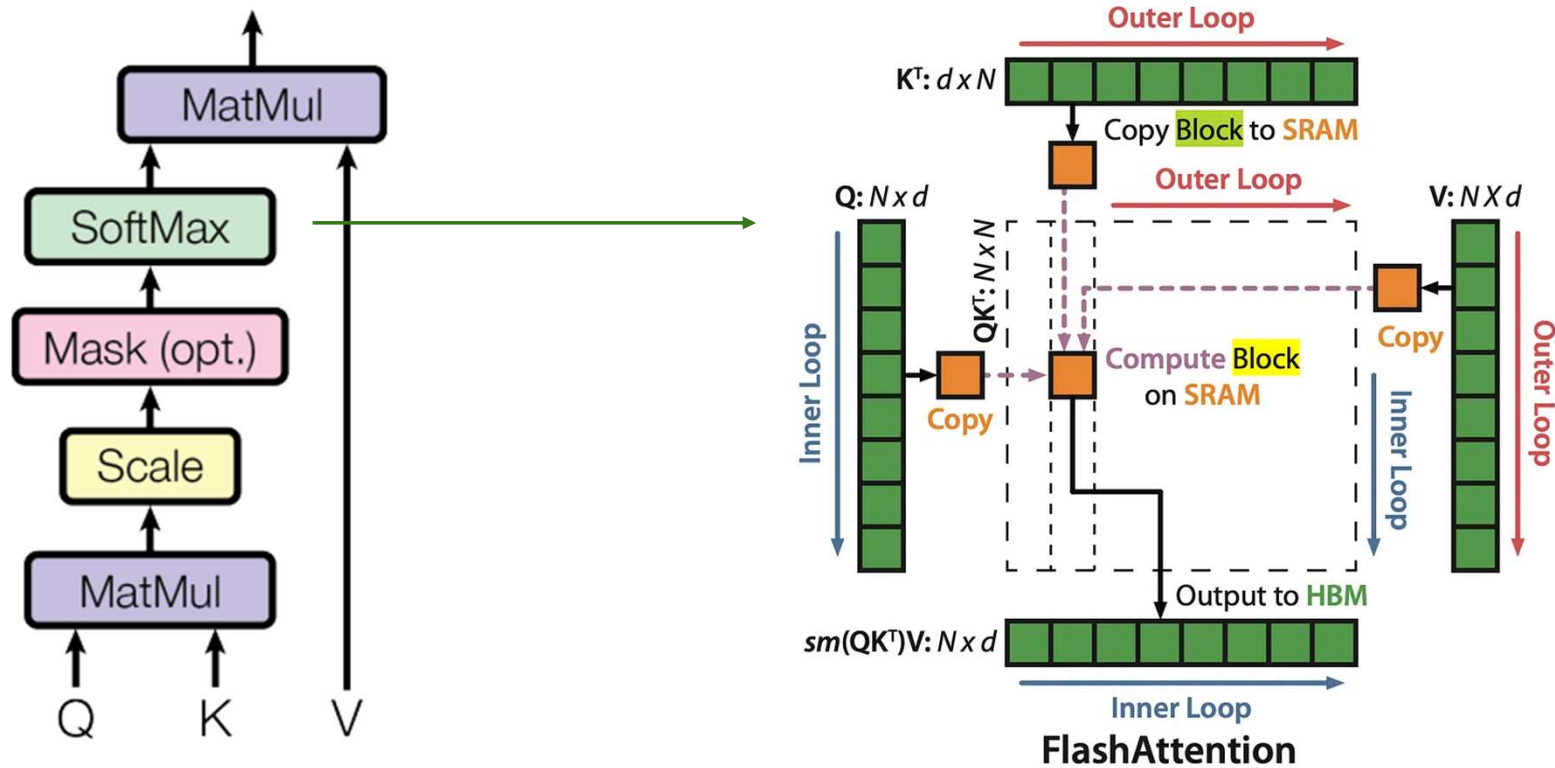 MatMul
SoftMax
Mask (opt.)
Scale
MatMul
Q
K
V
Outer Loop
Kᵀ: d x N
Copy Block to SRAM
Outer Loop
Q: N x d
V: N X d
QKᵀ: N x N
Inner Loop
Copy
Compute Block
on SRAM
Copy
Inner Loop
Outer Loop
Output to HBM
sm(QKᵀ)V: N x d
Inner Loop
FlashAttention